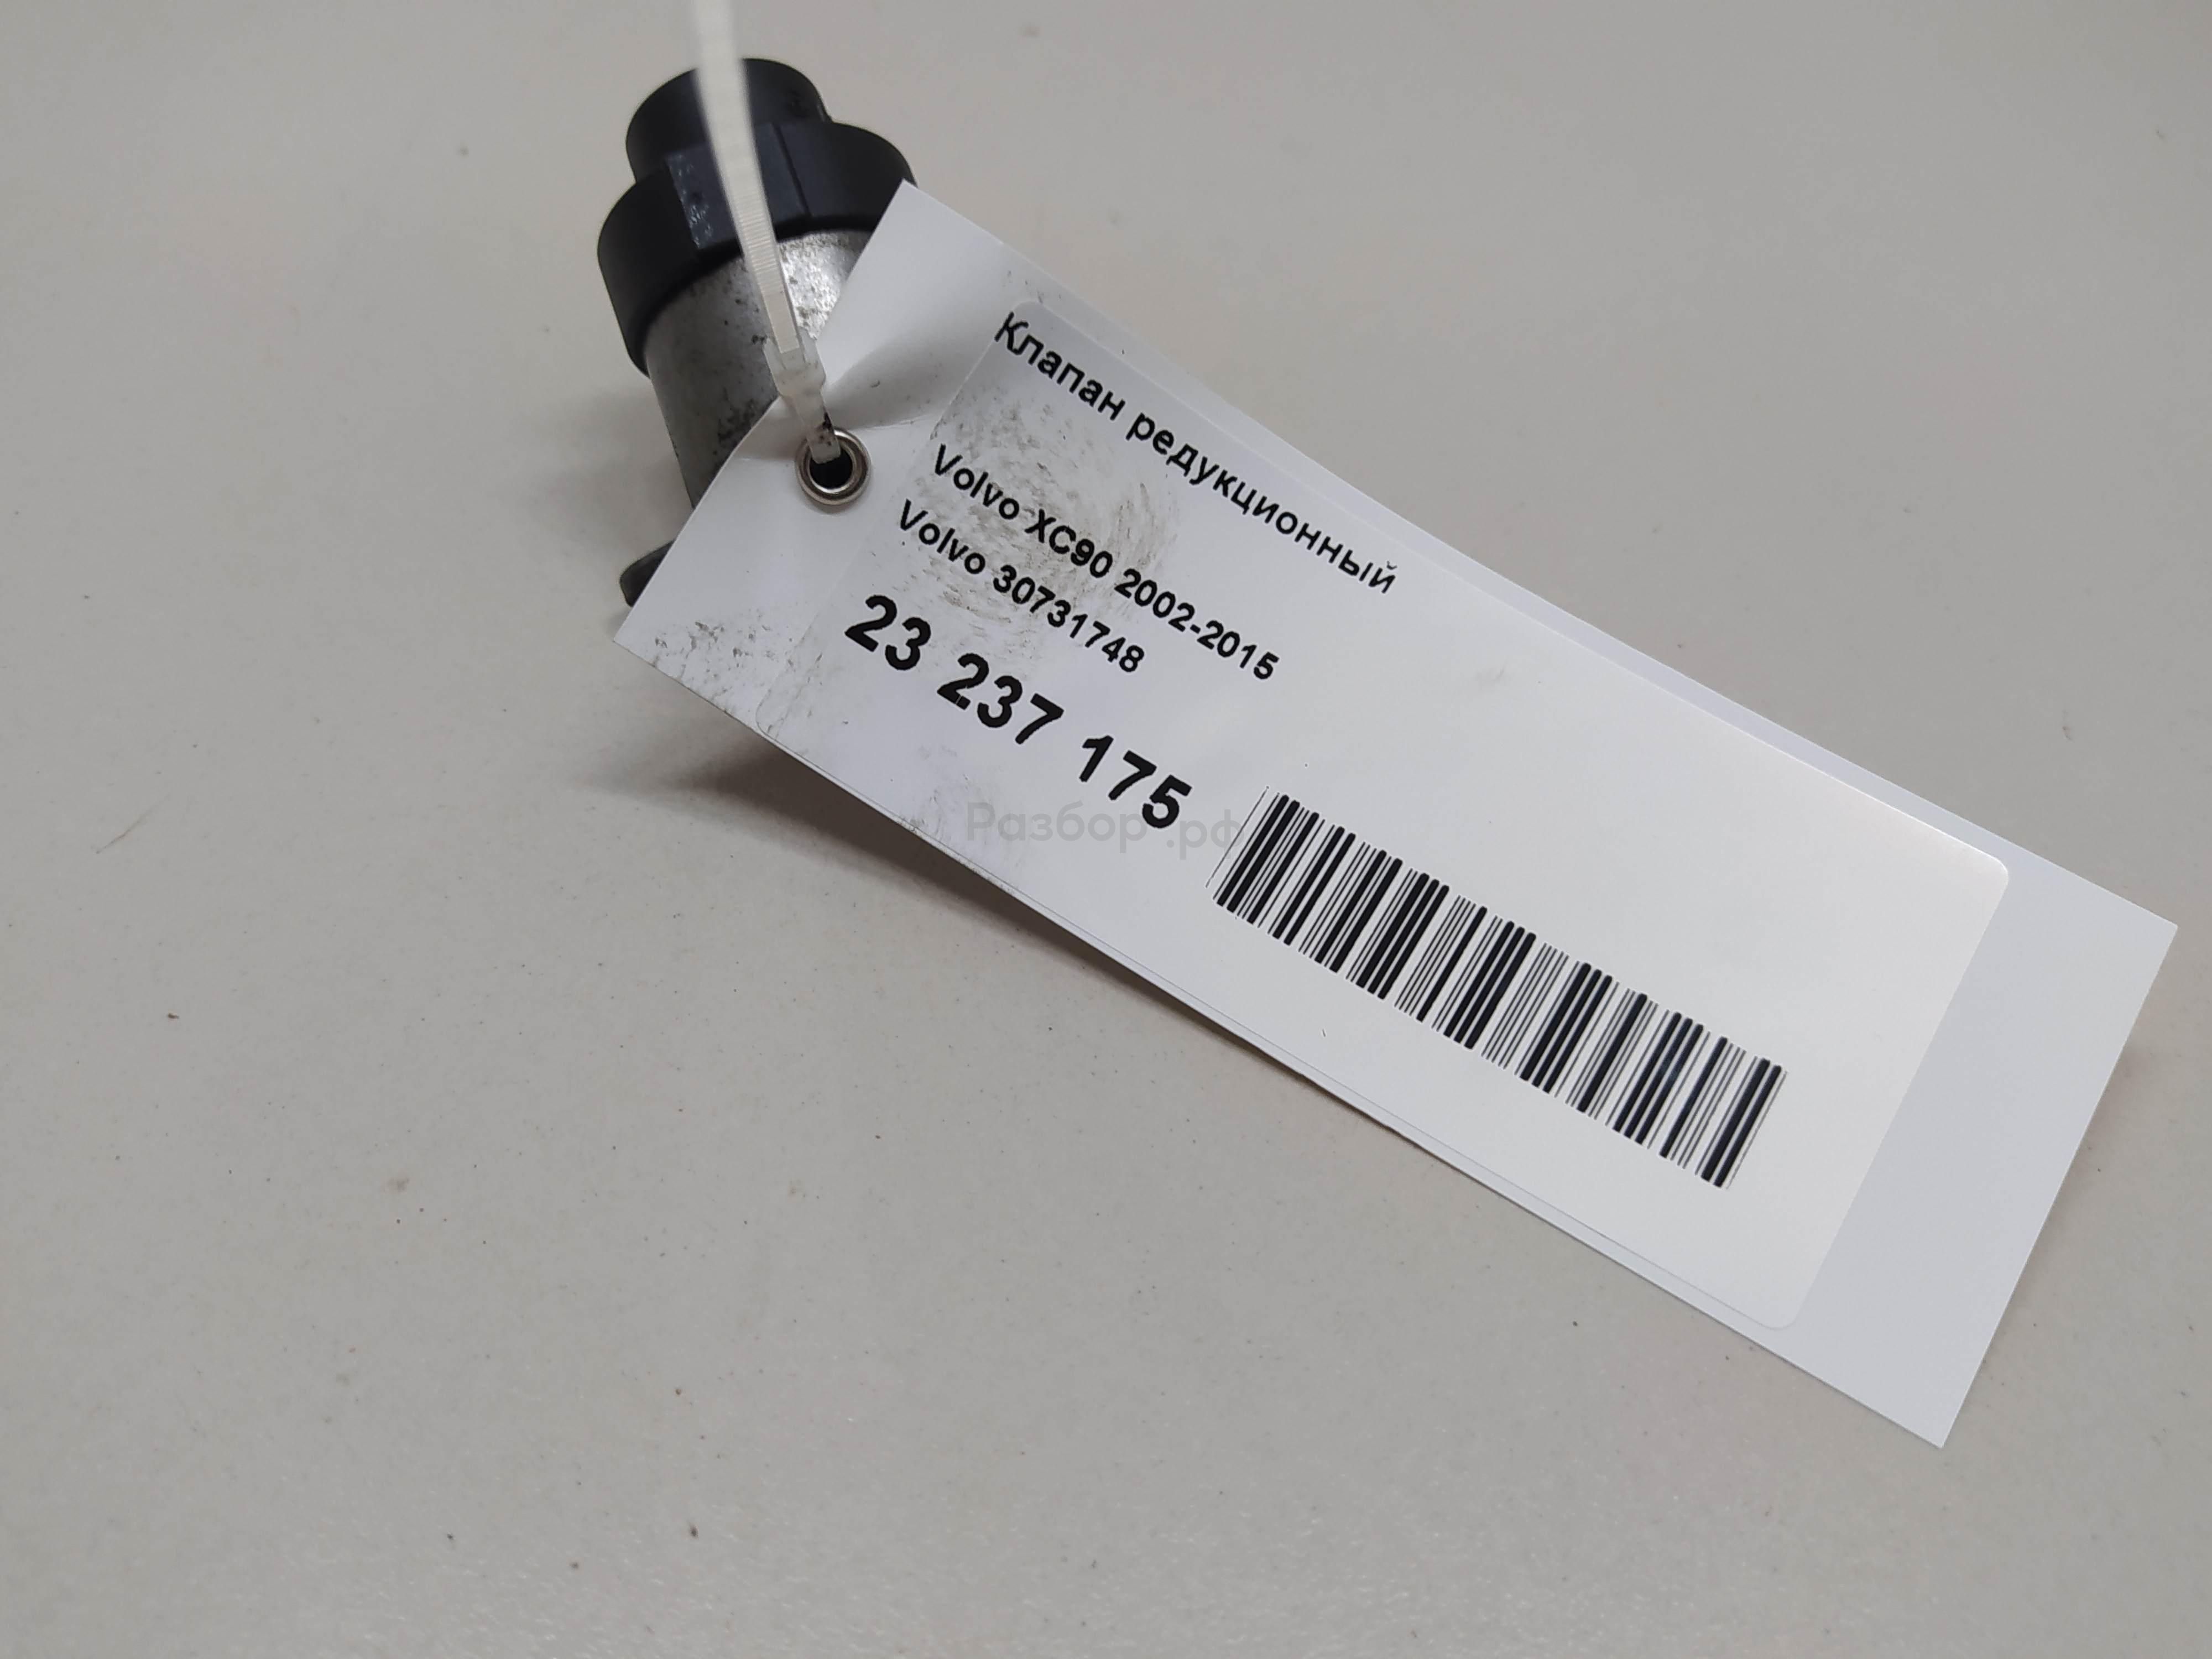 Клапан редукционный
Volvo XC90 2002-2015
Volvo 30731748
23 237 175
Разбор.рф